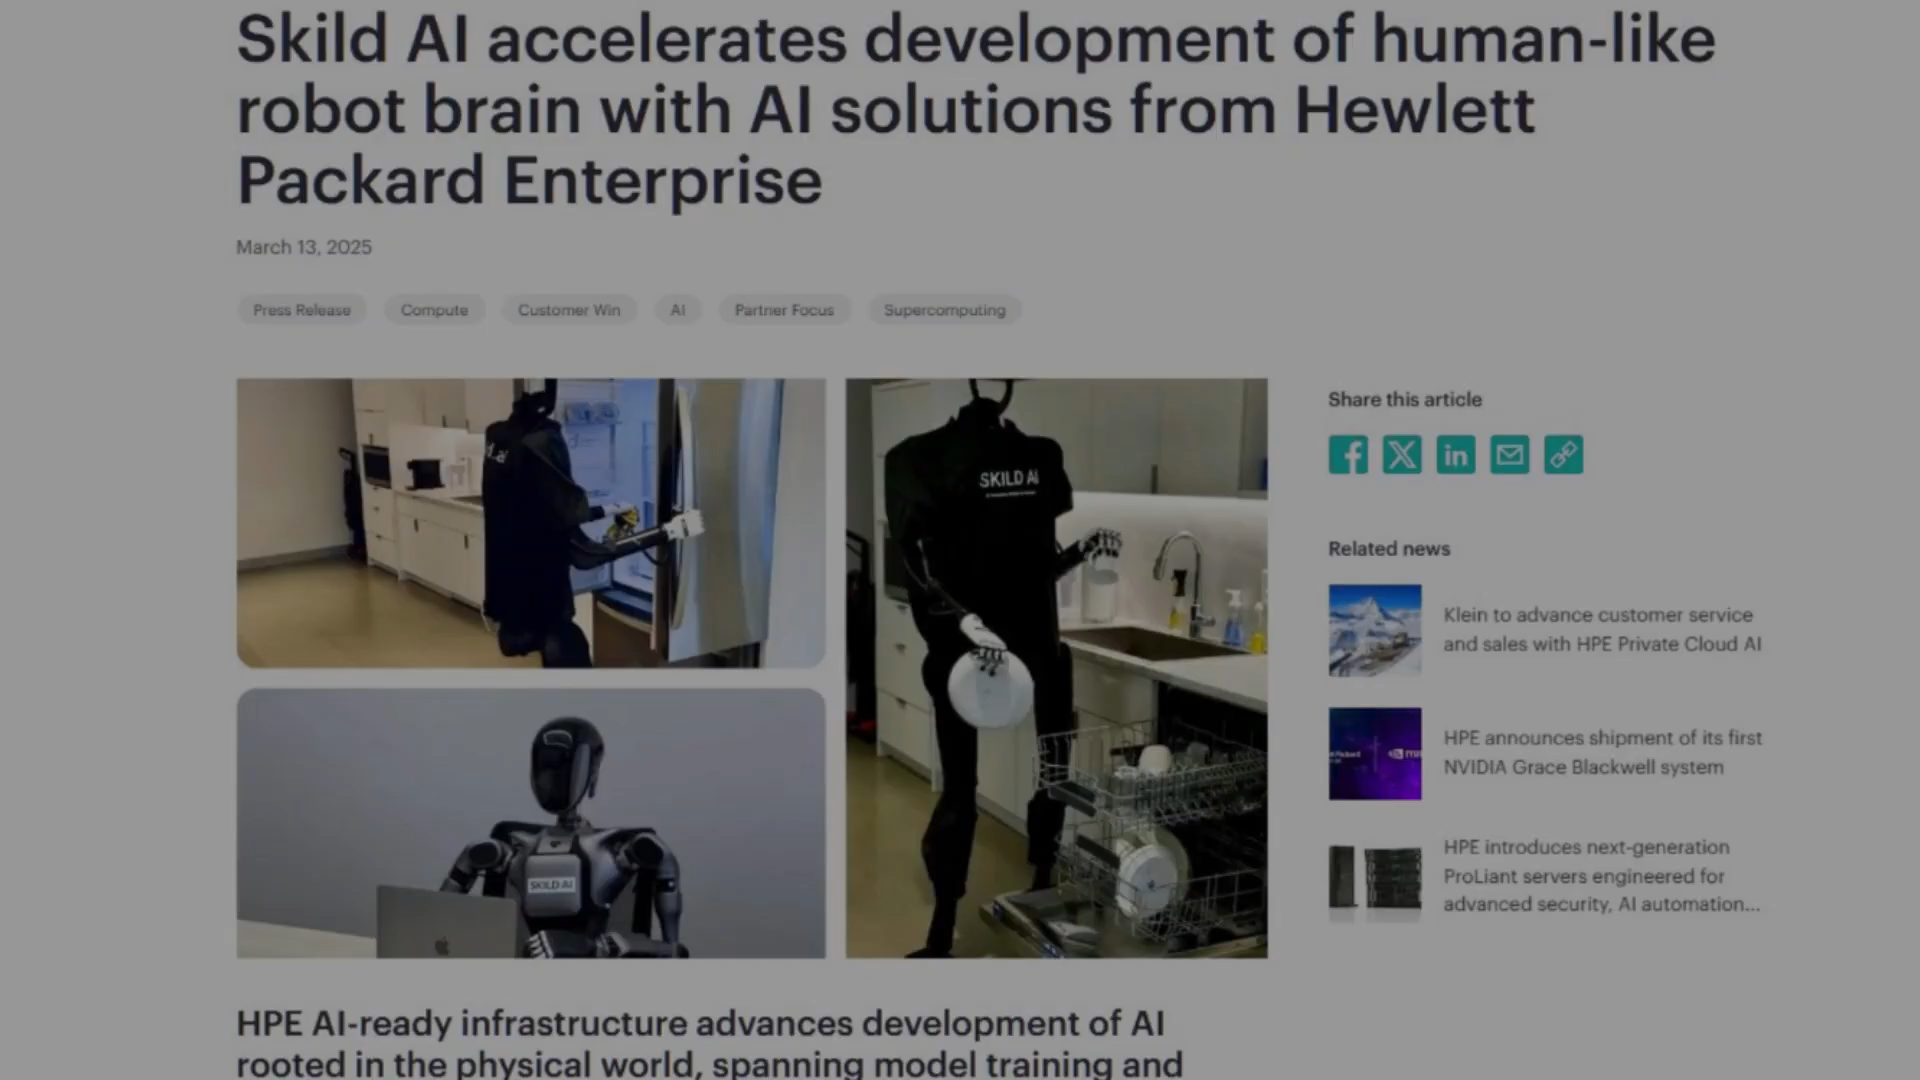 Skild AI accelerates development of human-like
robot brain with AI solutions from Hewlett
Packard Enterprise
March 13, 2025
Press Release
Compute
Customer Win
AI
Partner Focus
Supercomputing
SKILD AI
SKILD AI
Share this article
Related news
Klein to advance customer service
and sales with HPE Private Cloud AI
HPE announces shipment of its first
NVIDIA Grace Blackwell system
HPE introduces next-generation
ProLiant servers engineered for
advanced security, AI automation...
HPE AI-ready infrastructure advances development of AI
rooted in the physical world, spanning model training and